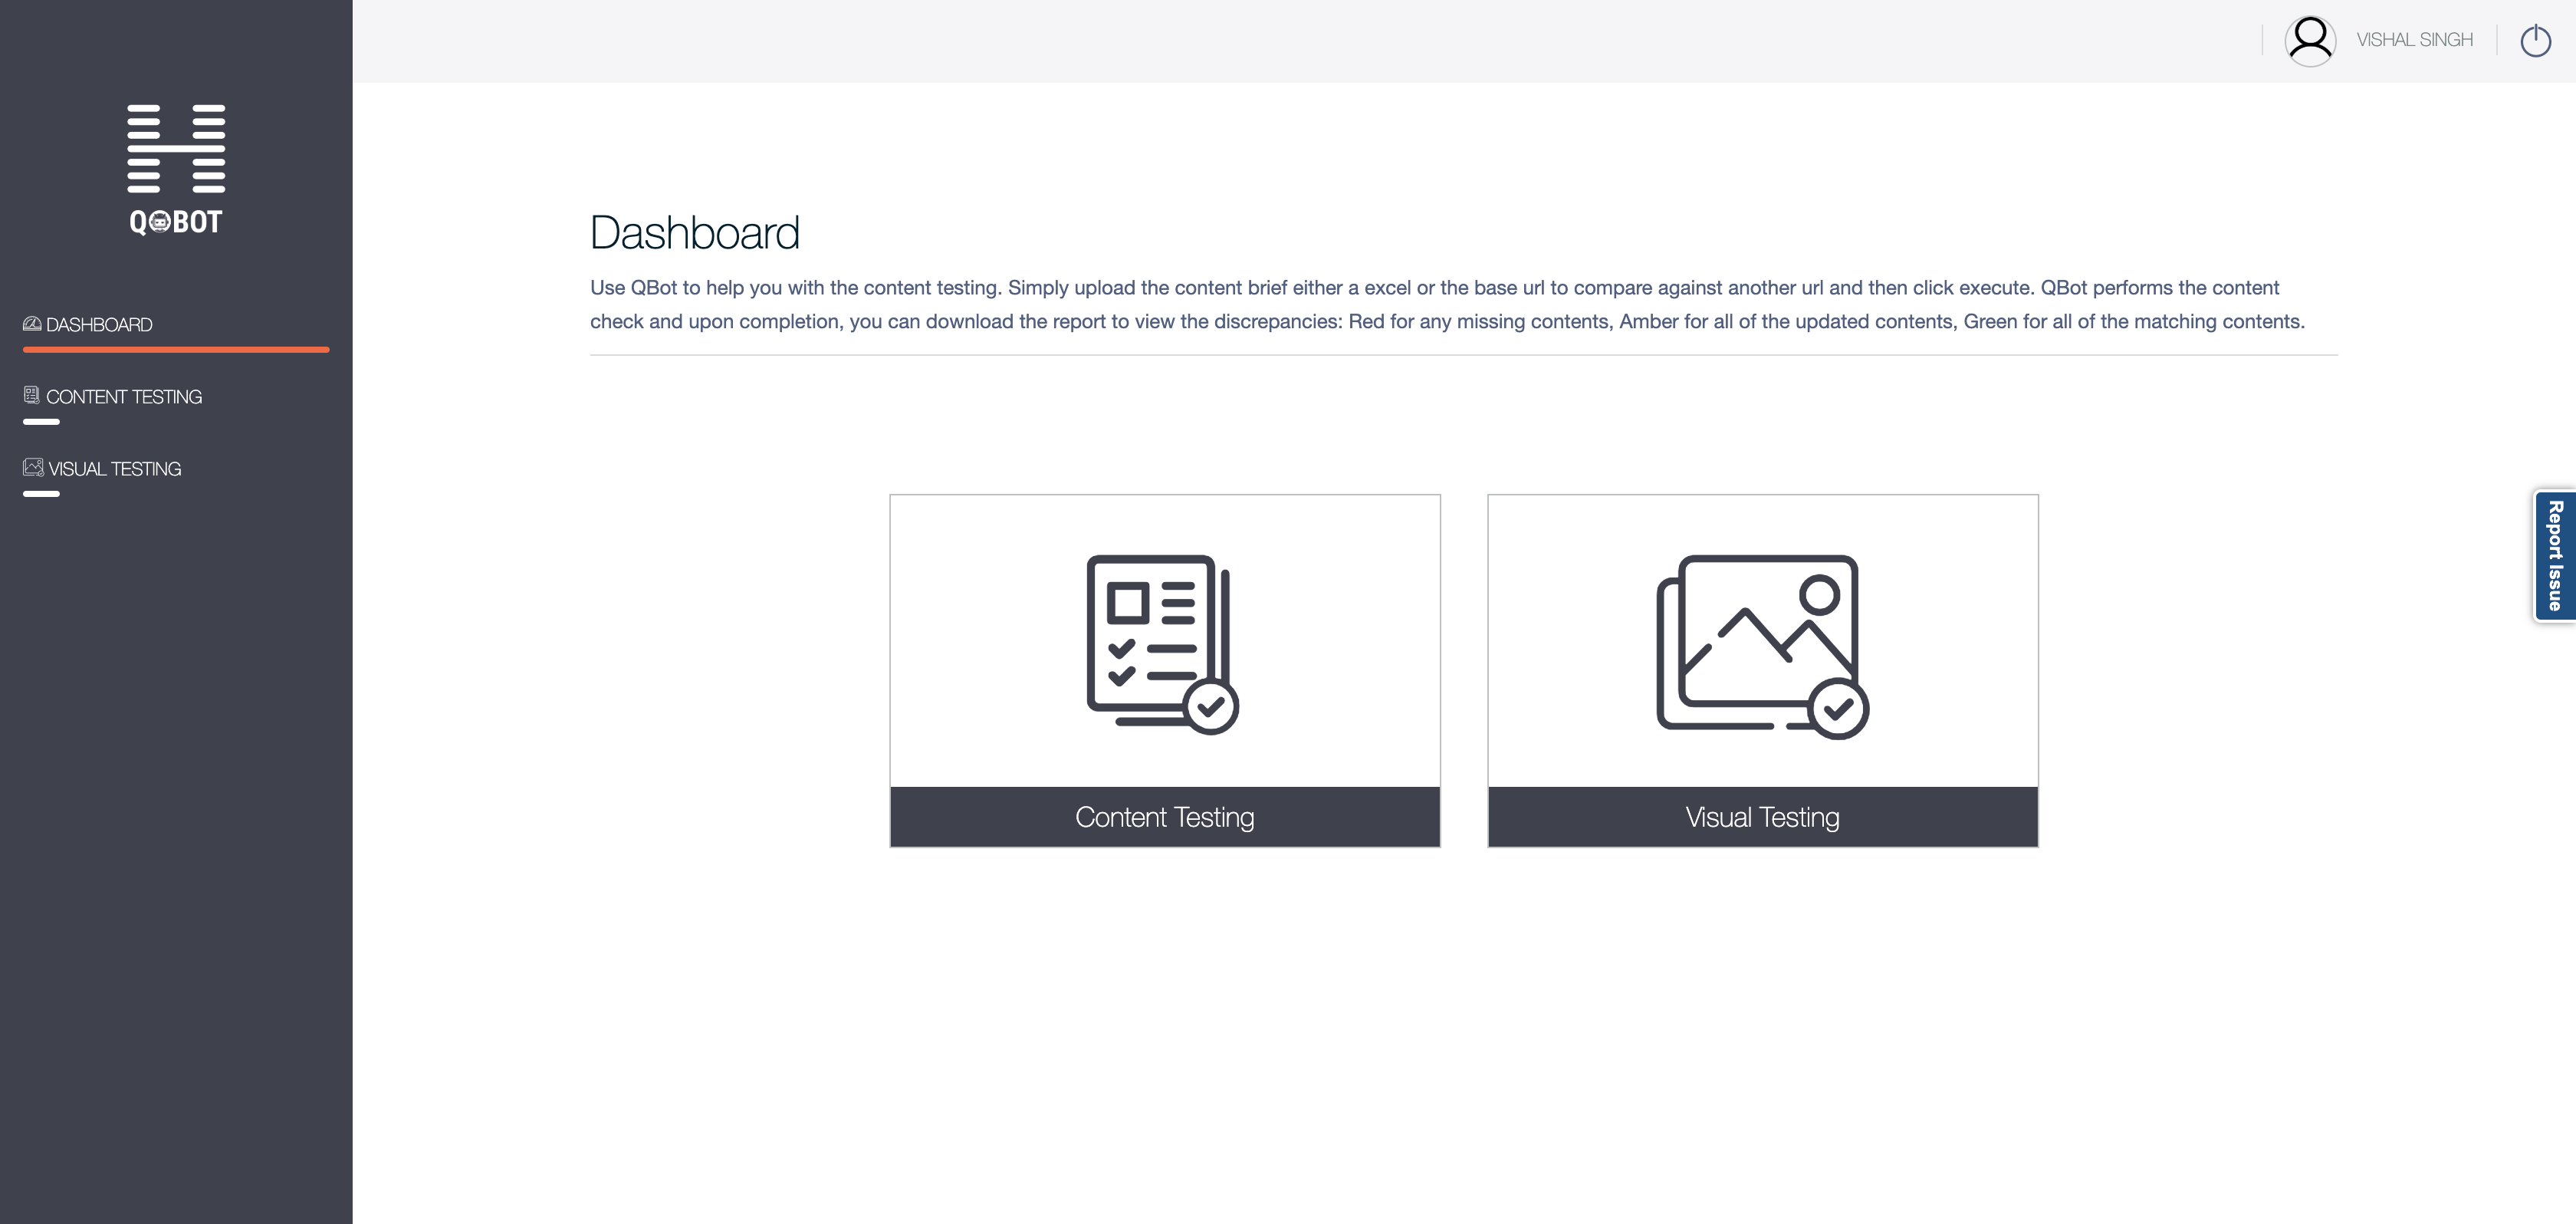 VISHAL SINGH
QBOT
DASHBOARD
CONTENT TESTING
VISUAL TESTING
Dashboard
Use QBot to help you with the content testing. Simply upload the content brief either a excel or the base url to compare against another url and then click execute. QBot performs the content
check and upon completion, you can download the report to view the discrepancies: Red for any missing contents, Amber for all of the updated contents, Green for all of the matching contents.
Content Testing
Visual Testing
Report Issue